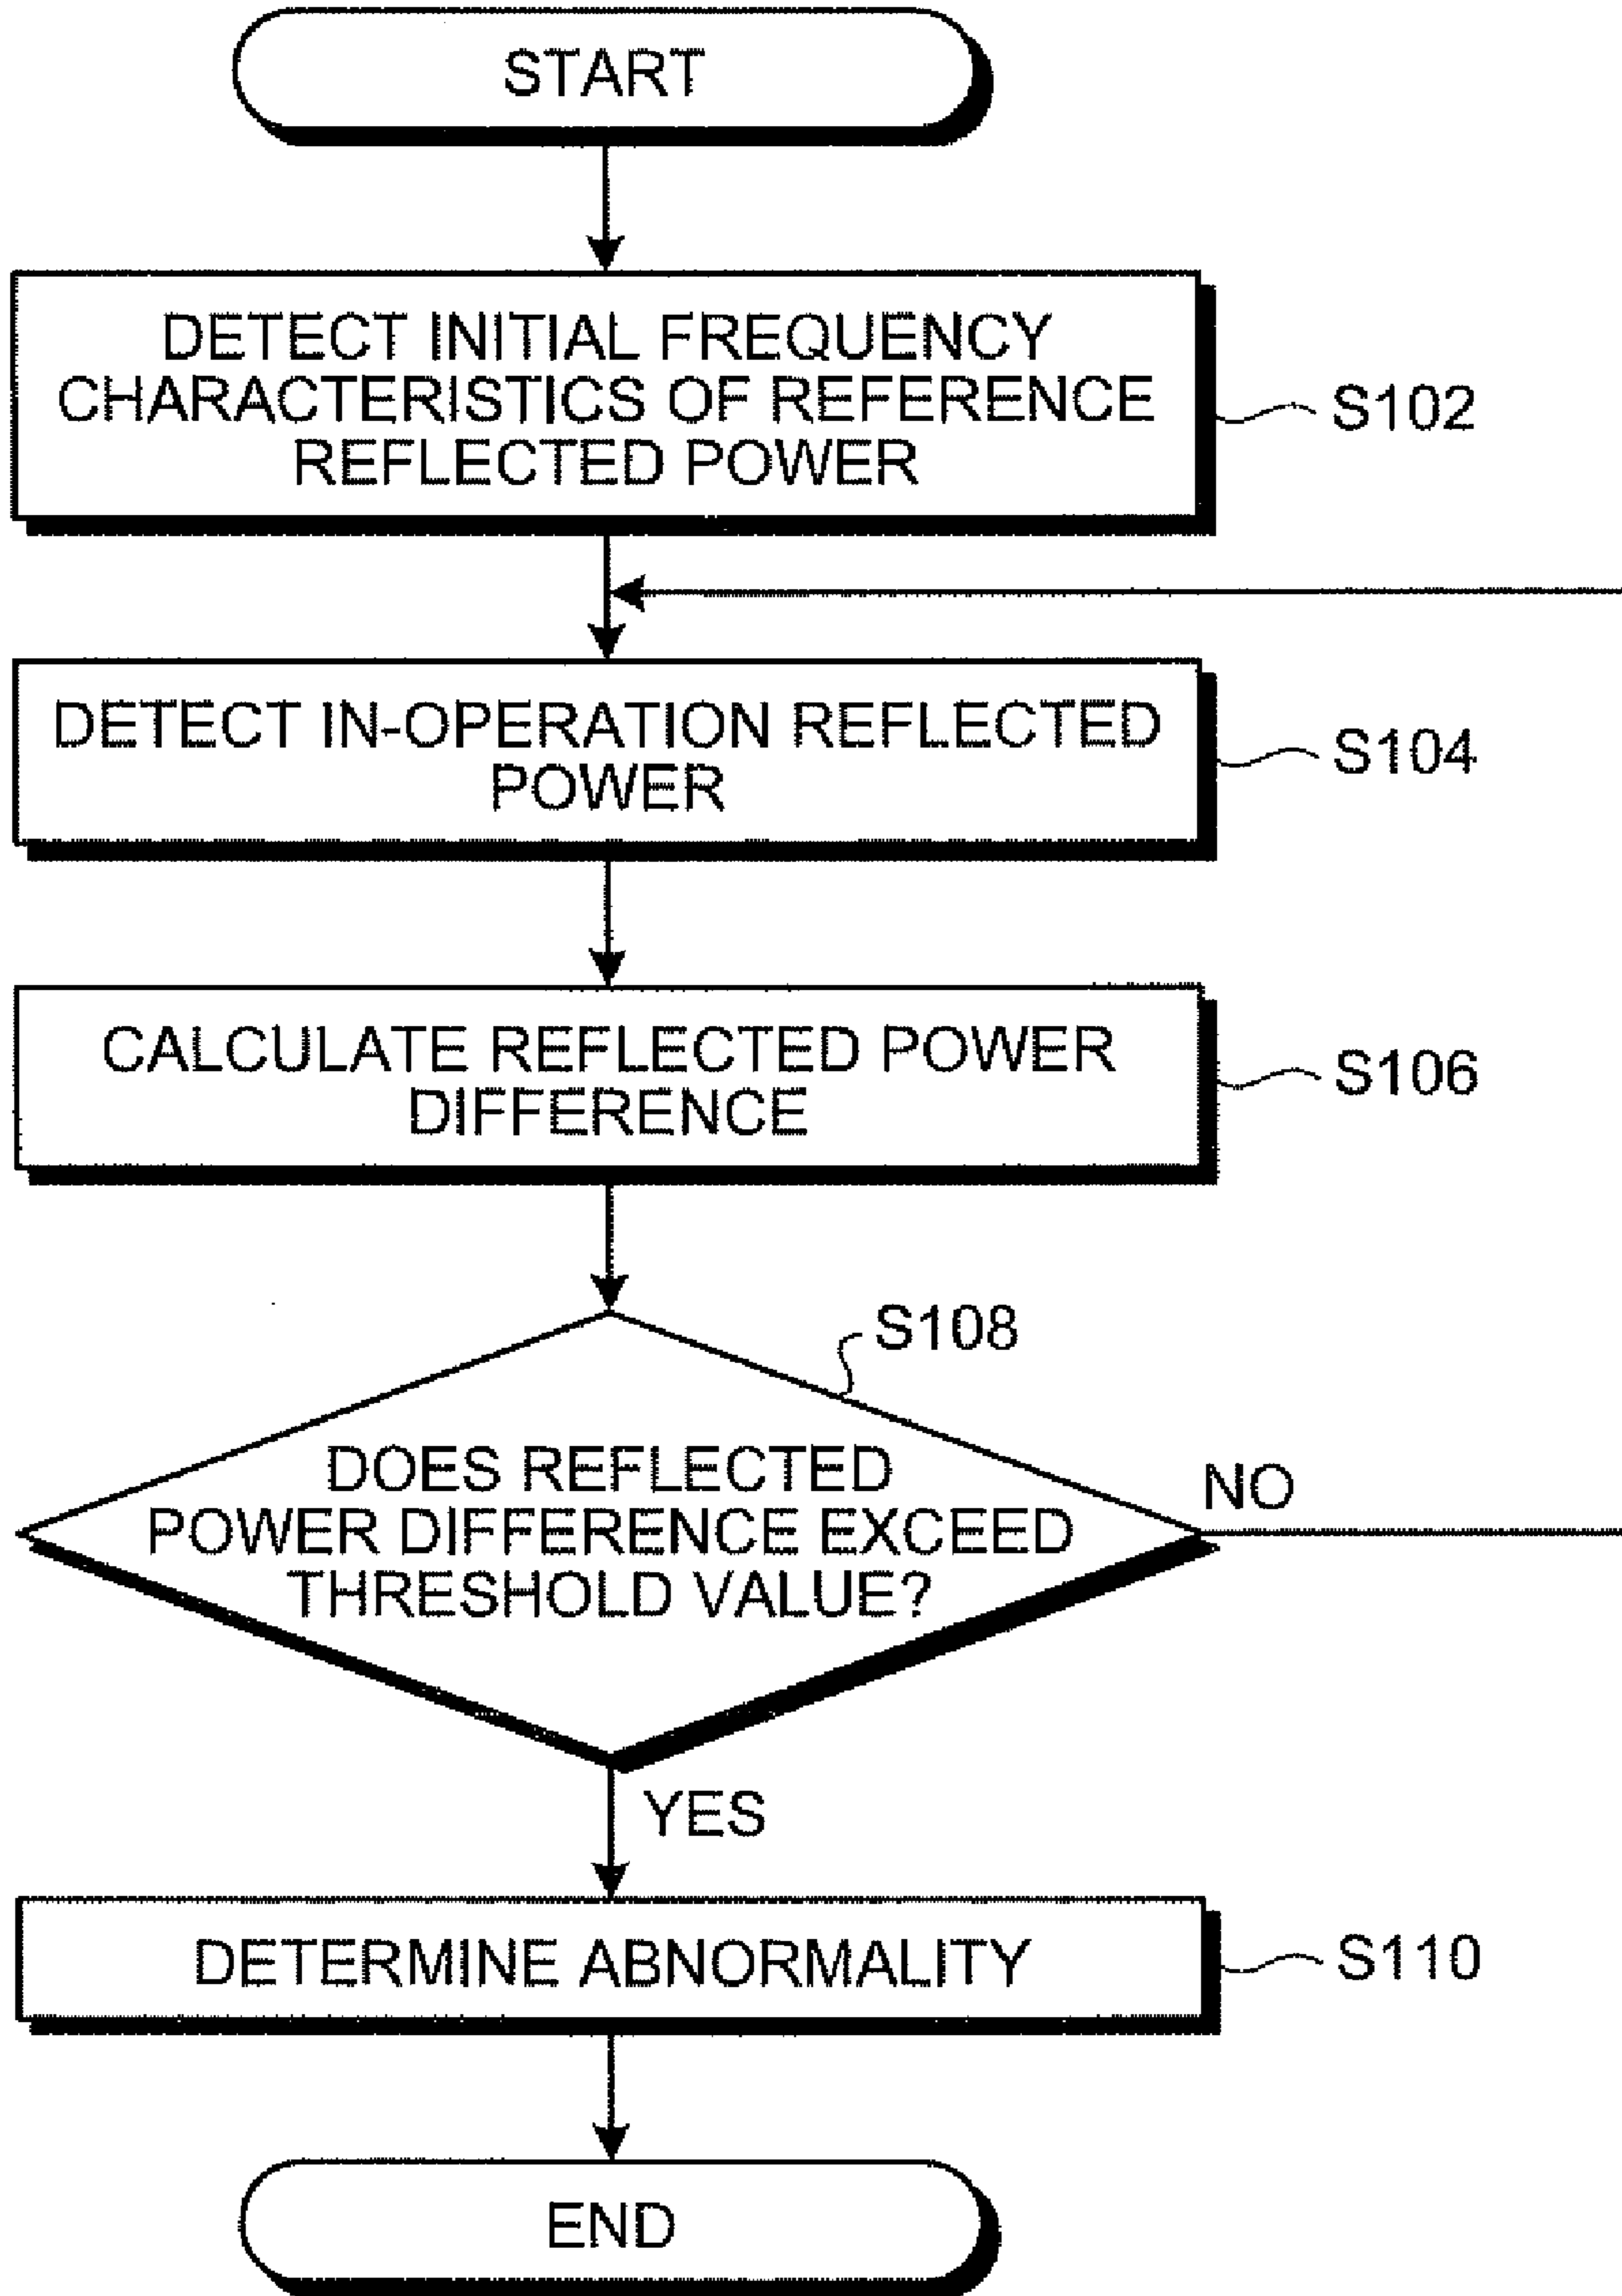 START
DETECT INITIAL FREQUENCY
CHARACTERISTICS OF REFERENCE
REFLECTED POWER
S102
DETECT IN-OPERATION REFLECTED
POWER
S104
CALCULATE REFLECTED POWER
DIFFERENCE
S106
S108
DOES REFLECTED
POWER DIFFERENCE EXCEED
THRESHOLD VALUE?
NO
YES
DETERMINE ABNORMALITY
S110
END